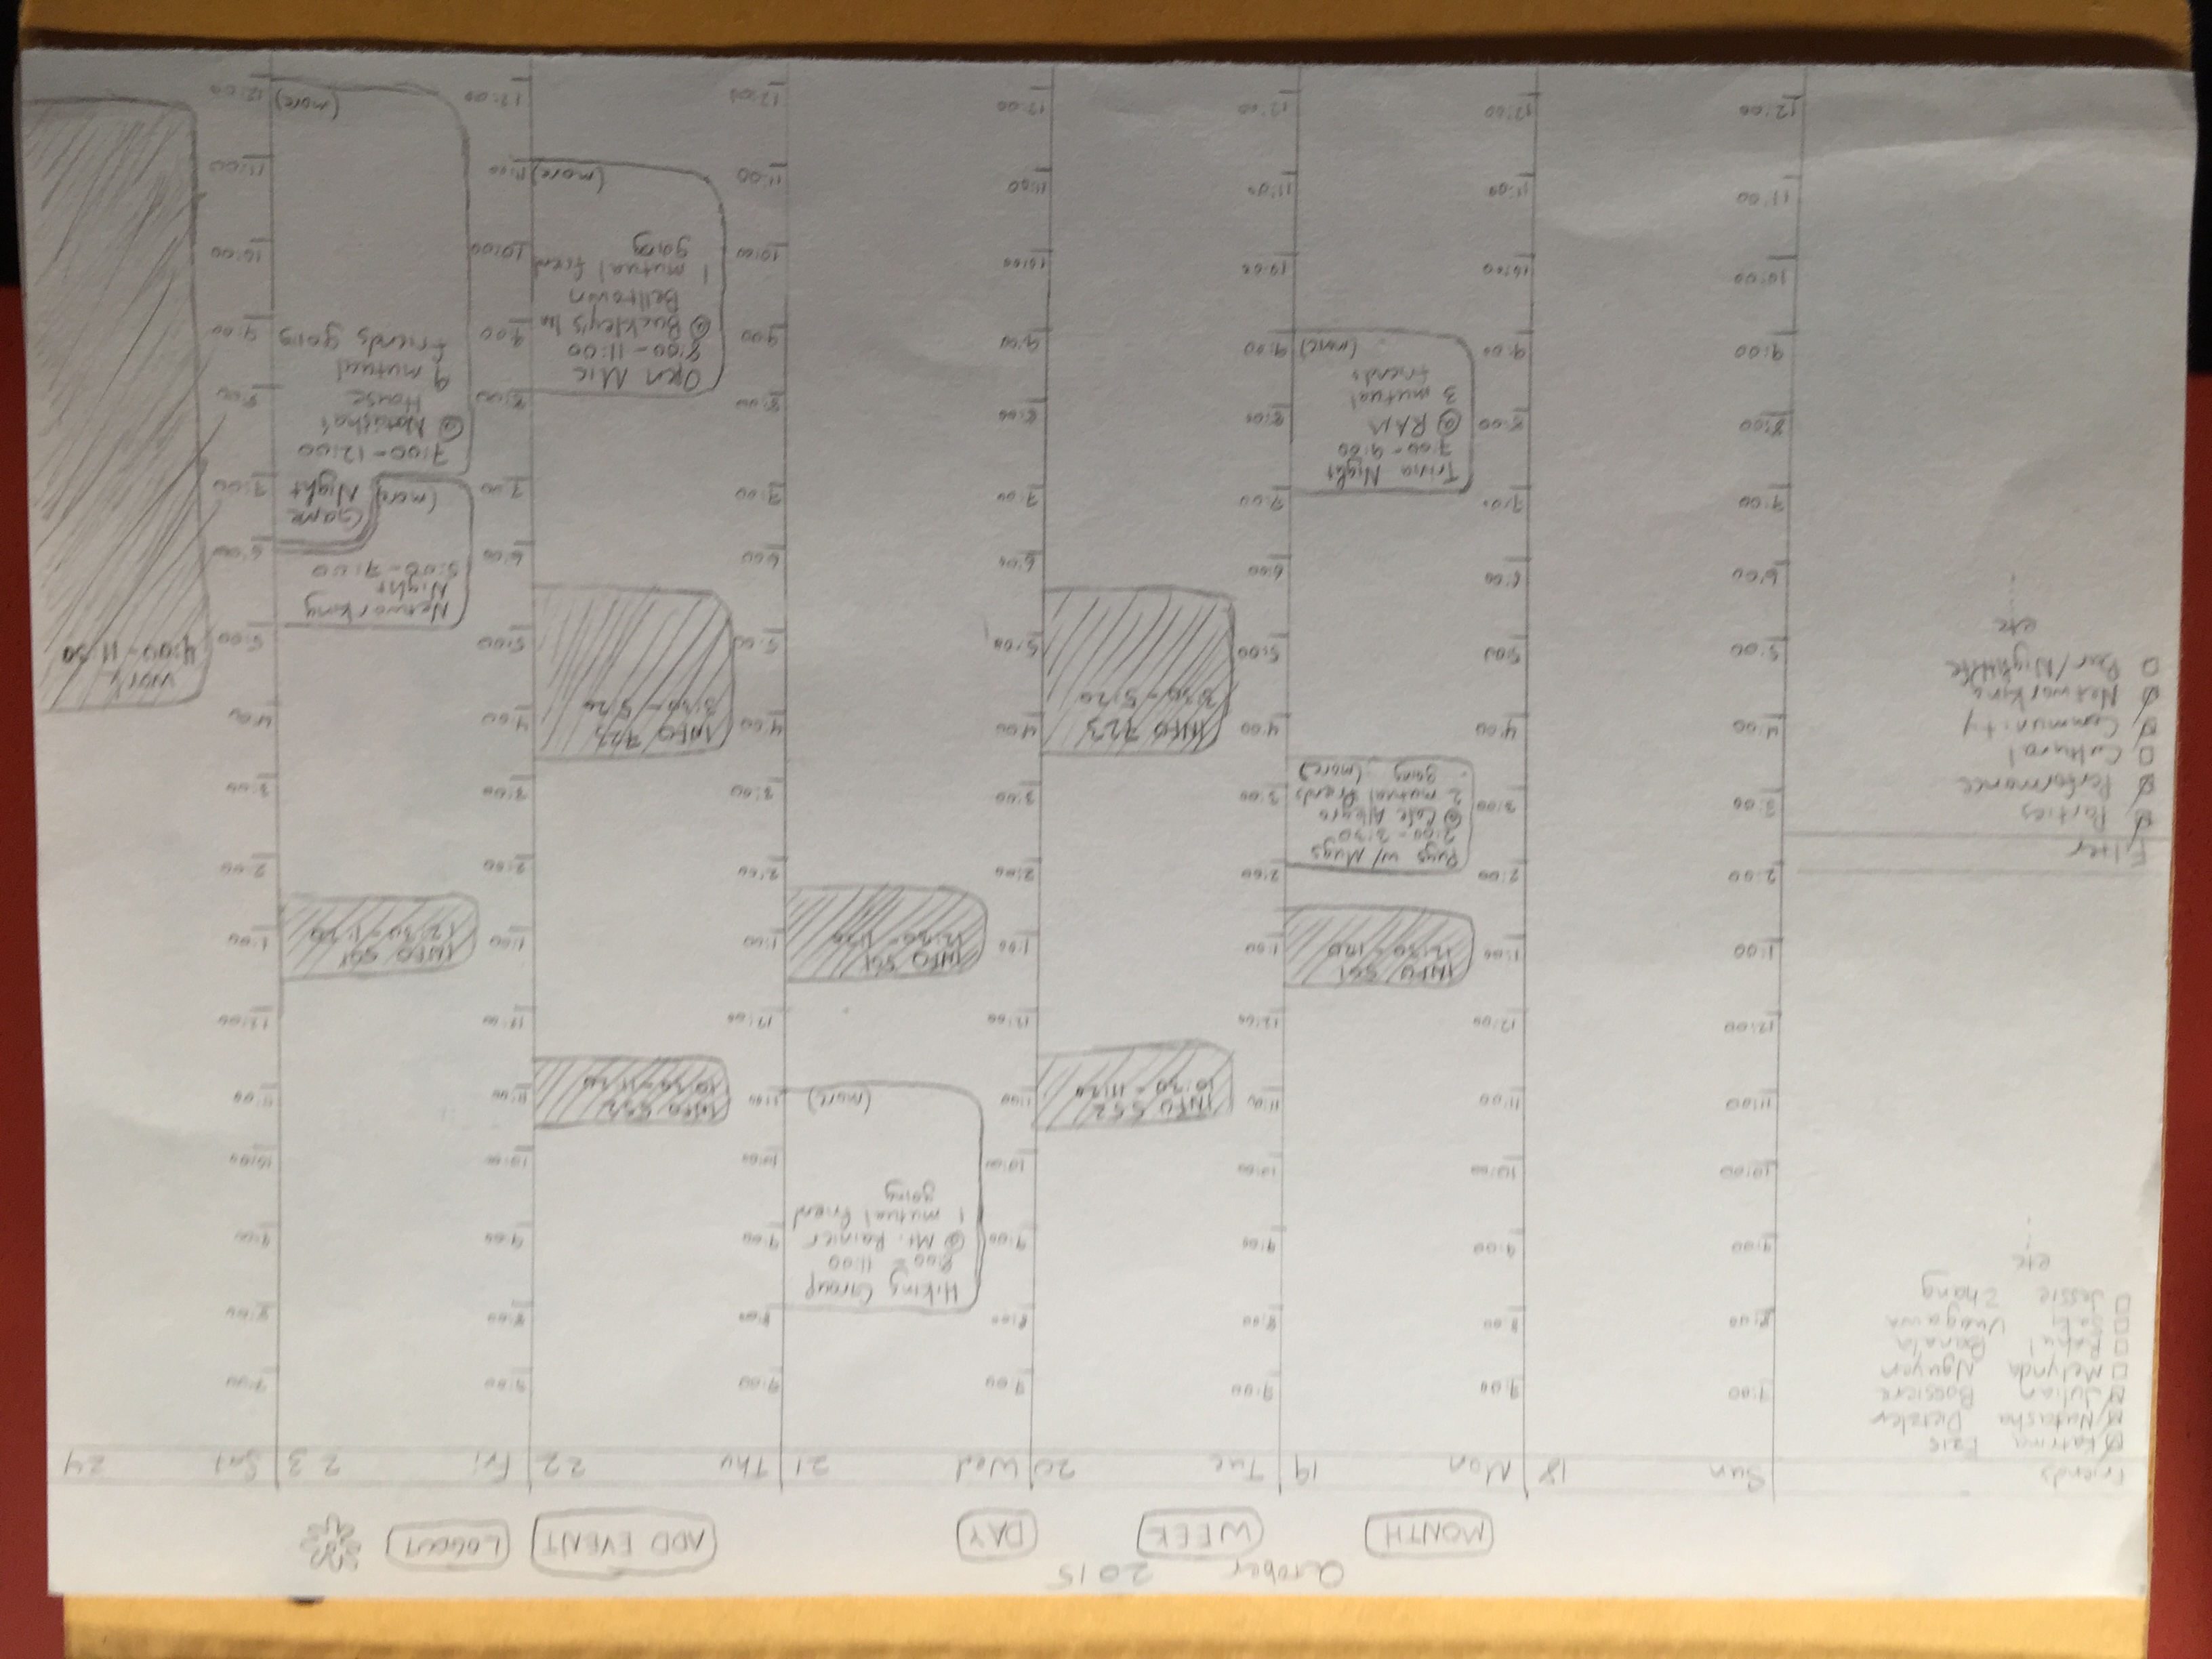 October 2015
MONTH WEEK DAY ADD EVENT LOGOUT
Friends
Katrina
Natasha Dietzler
Julian Bossiere
Melynda Nguyen
Rahul Banala
Saki
Jessie Zhang
etc
Filter
Parties
Performance
Cultural
Community
Networking
Bar/Nightlife
etc
Sun 18
7:00
8:00
9:00
10:00
11:00
12:00
1:00
2:00
3:00
4:00
5:00
6:00
7:00
8:00
9:00
10:00
11:00
12:00
Mon 19
7:00
8:00
9:00
10:00
11:00
12:00
1:00
INFO 551
12:30 - 120
2:00
Pugs w/ Mugs
2:00 - 3:30
@ Cafe Allegro
2 mutual friends
going (more)
3:00
4:00
5:00
6:00
7:00
Trivia Night
7:00 - 9:00
@ RAM
3 mutual
friends
(more)
8:00
9:00
10:00
11:00
12:00
Tue 20
7:00
8:00
9:00
10:00
11:00
INFO 552
10:30 - 11:20
12:00
1:00
2:00
3:00
4:00
INFO 723
3:30 - 5:20
5:00
6:00
7:00
8:00
9:00
10:00
11:00
12:00
Wed 21
7:00
8:00
Hiking Group
8:00 - 11:00
@ Mt. Rainier
1 mutual friend
going
(more)
9:00
10:00
11:00
12:00
1:00
INFO 551
12:30 - 1:20
2:00
3:00
4:00
5:00
6:00
7:00
8:00
9:00
10:00
11:00
12:00
Thu 22
7:00
8:00
9:00
10:00
11:00
INFO 552
10:30 - 11:20
12:00
1:00
2:00
3:00
4:00
INFO 723
3:30 - 5:20
5:00
6:00
7:00
8:00
Open Mic
8:00 - 11:00
@ Buckley's In
Belltown
1 mutual friend
going
(more)
9:00
10:00
11:00
12:00
Fri 23
7:00
8:00
9:00
10:00
11:00
12:00
1:00
INFO 551
12:30 - 1:20
2:00
3:00
4:00
5:00
Networking
Night
5:00 - 7:00
(more)
6:00
7:00
Game
Night
7:00 - 12:00
@ Natasha's
House
9 mutual
friends going
(more)
8:00
9:00
10:00
11:00
12:00
Sat 24
7:00
8:00
9:00
10:00
11:00
12:00
1:00
2:00
3:00
4:00
Work
4:00 - 11:30
5:00
6:00
7:00
8:00
9:00
10:00
11:00
12:00